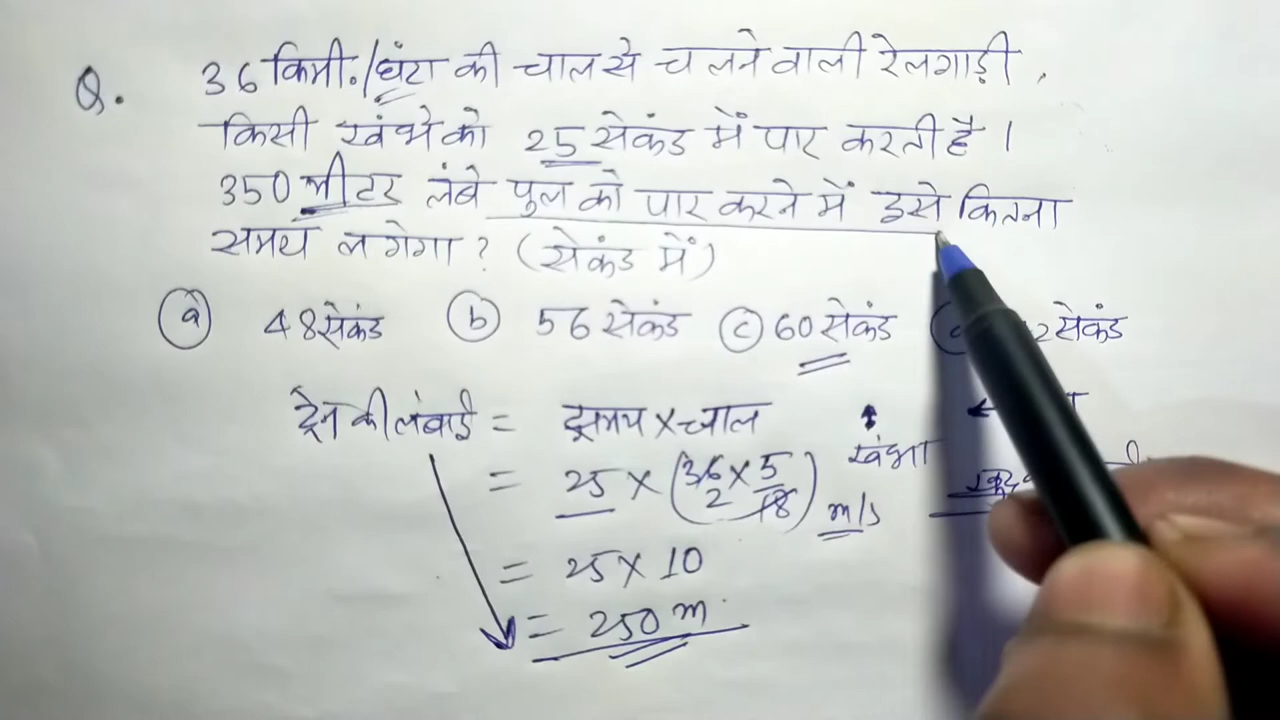 Q. 36 किमी./घंटा की चाल से चलने वाली रेलगाड़ी,
किसी खंभे को 25 सेकंड में पार करती है।
350 मीटर लंबे पुल को पार करने में इसे कितना
समय लगेगा? (सेकंड में)
(a) 48 सेकंड (b) 56 सेकंड (c) 60 सेकंड 2 सेकंड
ट्रेन की लंबाई = समय × चाल
= 25 × (36 × 5/18) m/s
2
खंभा
= 25 × 10
= 250 m